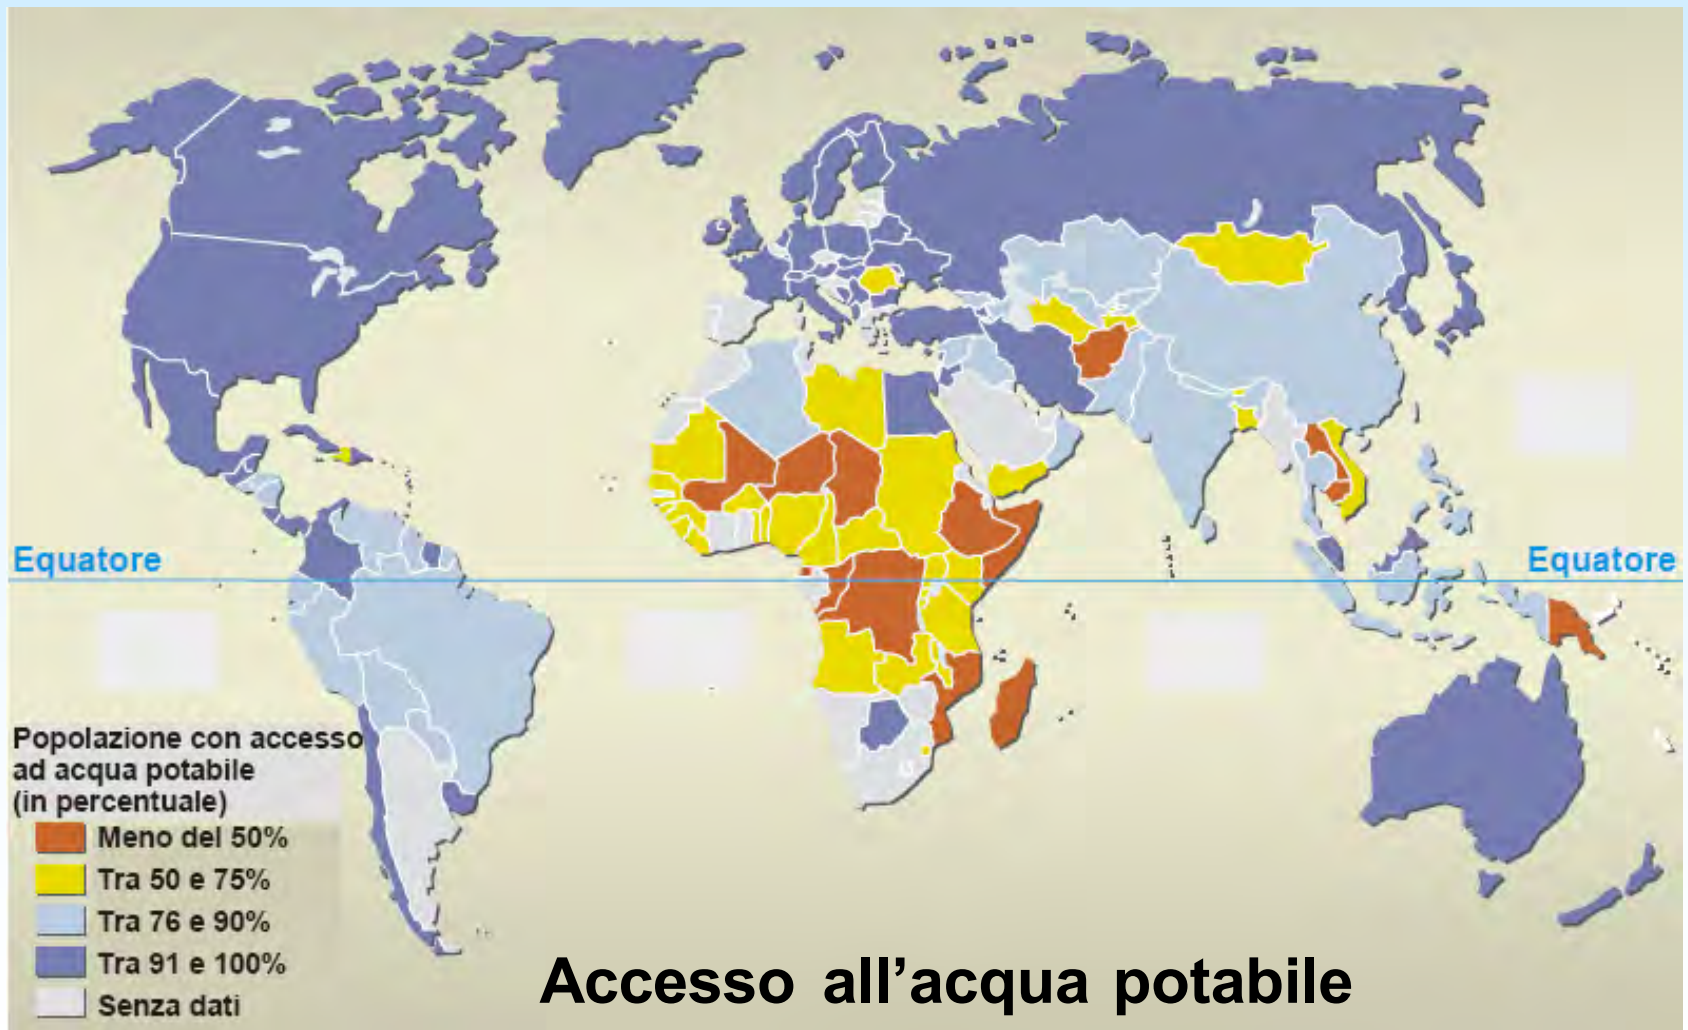 Equatore
Equatore
Popolazione con accesso
ad acqua potabile
(in percentuale)
Meno del 50%
Tra 50 e 75%
Tra 76 e 90%
Tra 91 e 100%
Senza dati
Accesso all’acqua potabile